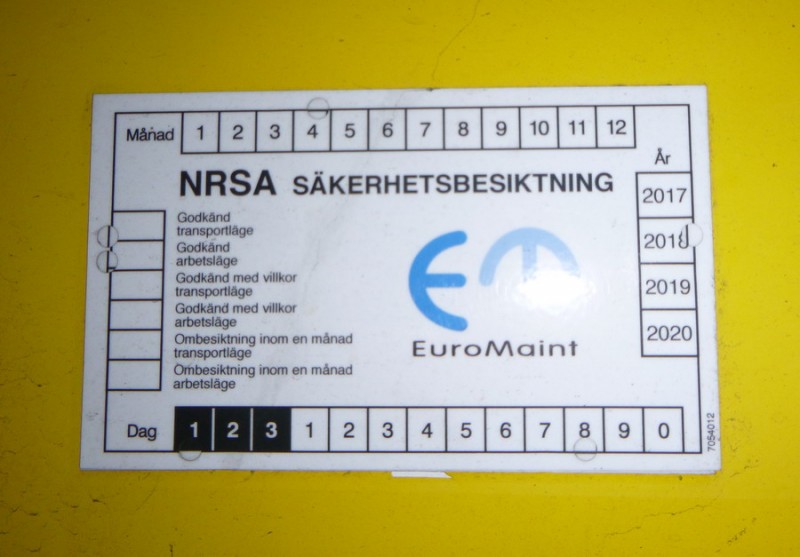 Månad 1 2 3 4 5 6 7 8 9 10 11 12
År
NRSA SÄKERHETSBESIKTNING
2017
2018
2019
2020
Godkänd
transportläge
Godkänd
arbetsläge
Godkänd med villkor
transportläge
Godkänd med villkor
arbetsläge
Ombesiktning inom en månad
transportläge
Ombesiktning inom en månad
arbetsläge
EM
EuroMaint
Dag 1 2 3 1 2 3 4 5 6 7 8 9 0
7054012